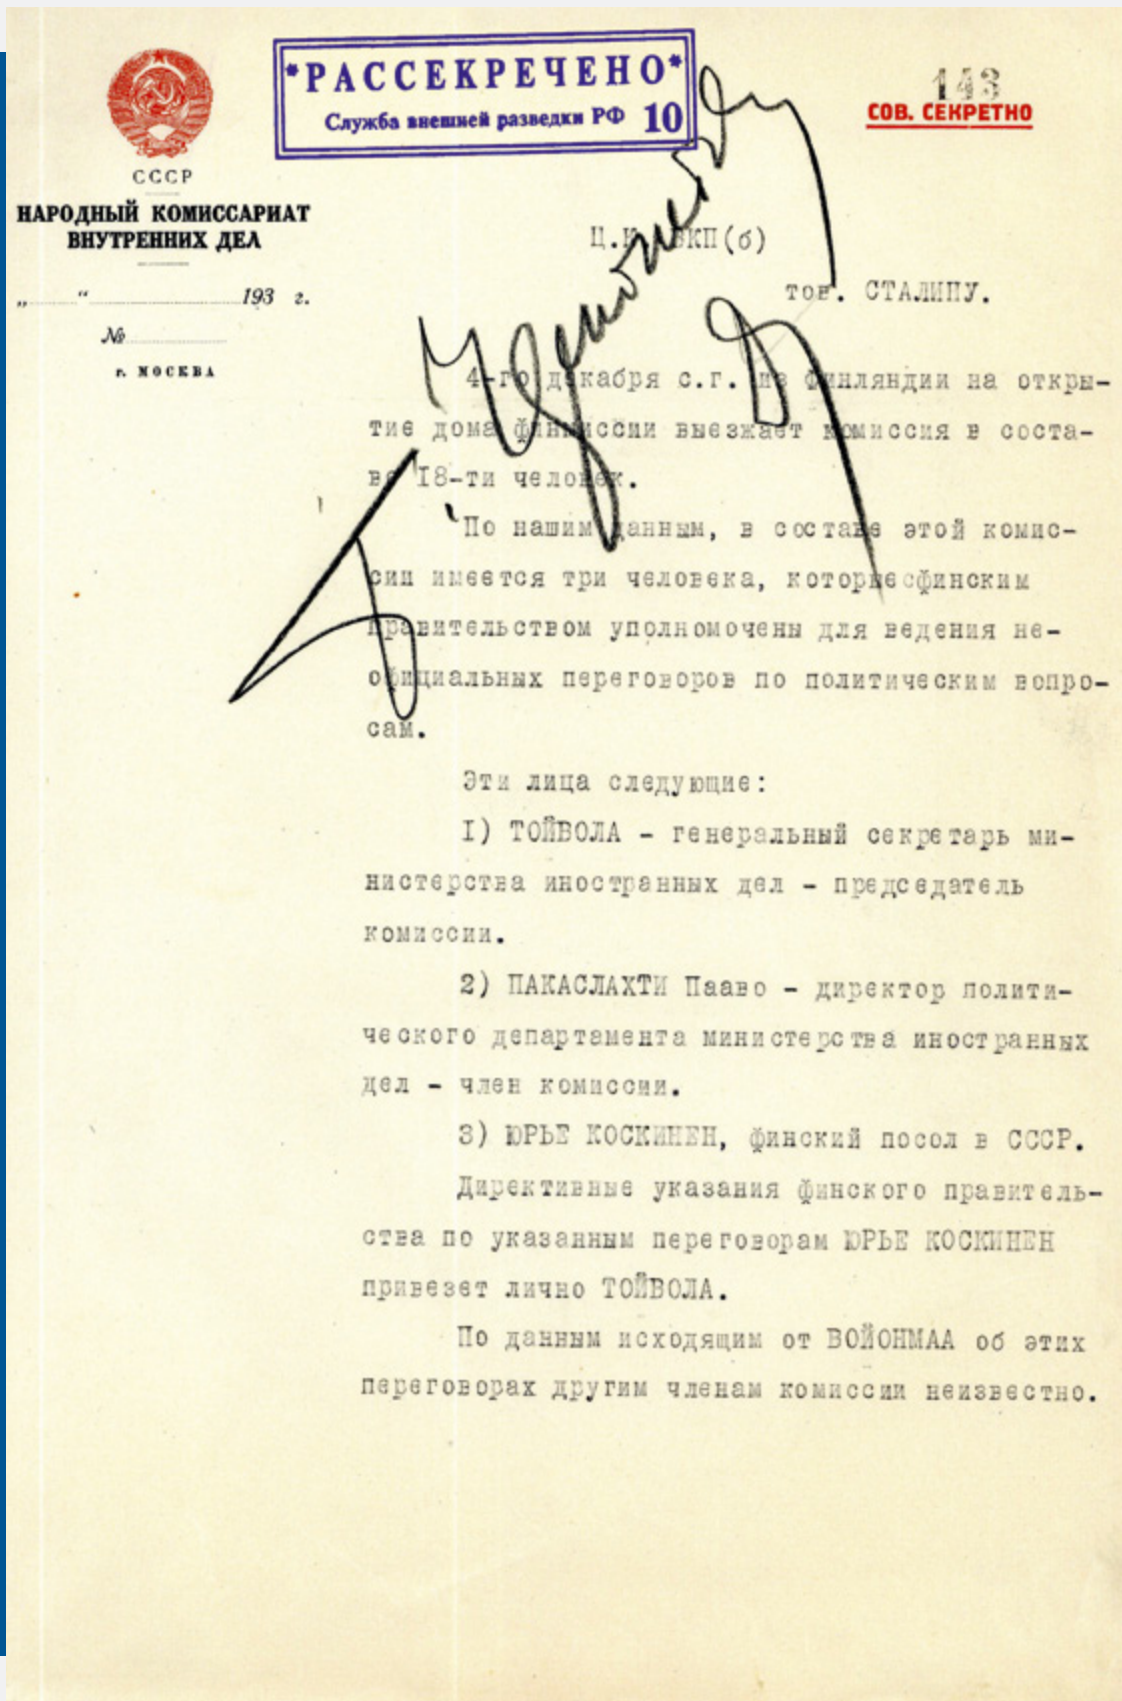 *РАССЕКРЕЧЕНО*
Служба внешней разведки РФ 10
143
СОВ. СЕКРЕТНО
СССР
НАРОДНЫЙ КОМИССАРИАТ
ВНУТРЕННИХ ДЕЛ
„ “ 193 г.
№
г. МОСКВА
Ц.К. ВКП(б)
тов. СТАЛИНУ.
4-го декабря с.г. из Финляндии на откры-
тие дома финмиссии выезжает комиссия в соста-
ве 18-ти человек.
По нашим данным, в составе этой комис-
сии имеется три человека, которыесфинским
правительством уполномочены для ведения не-
официальных переговоров по политическим вопро-
сам.
Эти лица следующие:
I) ТОЙВОЛА - генеральный секретарь ми-
нистерства иностранных дел - председатель
комиссии.
2) ПАКАСЛАХТИ Пааво - директор полити-
ческого департамента министерства иностранных
дел - член комиссии.
3) ЮРЬЕ КОСКИНЕН, финский посол в СССР.
Директивные указания финского правитель-
ства по указанным переговорам ЮРЬЕ КОСКИНЕН
привезет лично ТОЙВОЛА.
По данным исходящим от ВОЙОНМАА об этих
переговорах другим членам комиссии неизвестно.